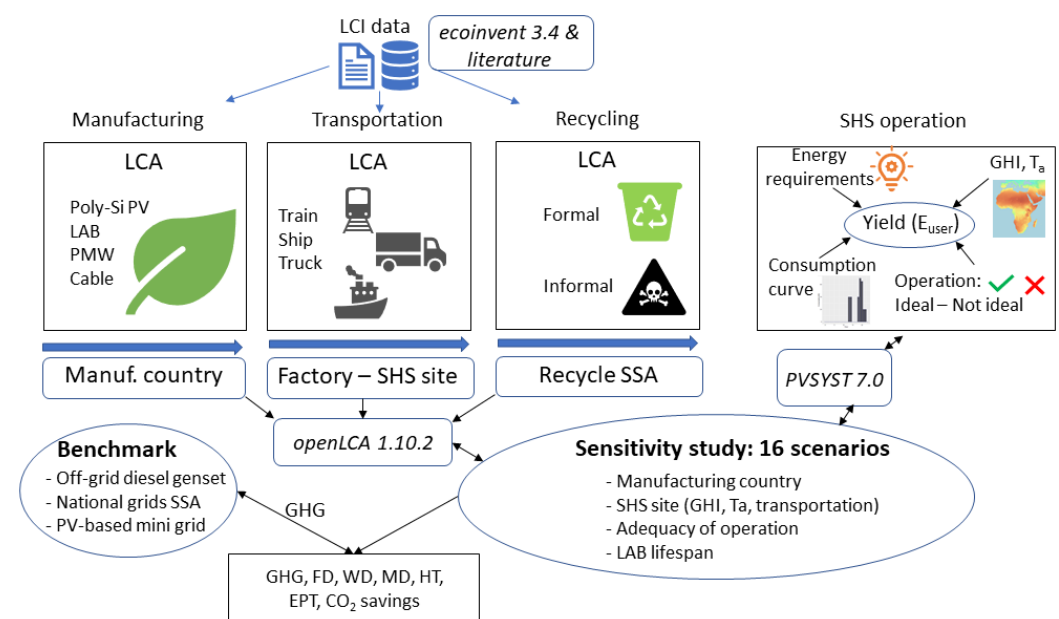 LCI data
ecoinvent 3.4 &
literature
Manufacturing
Transportation
Recycling
SHS operation
LCA
Poly-Si PV
LAB
PMW
Cable
LCA
Train
Ship
Truck
LCA
Formal
Informal
Energy
requirements
GHI, Ta
Yield (Euser)
Consumption
curve
Operation:
Ideal – Not ideal
Manuf. country
Factory – SHS site
Recycle SSA
PVSYST 7.0
openLCA 1.10.2
Benchmark
- Off-grid diesel genset
- National grids SSA
- PV-based mini grid
GHG
Sensitivity study: 16 scenarios
- Manufacturing country
- SHS site (GHI, Ta, transportation)
- Adequacy of operation
- LAB lifespan
GHG, FD, WD, MD, HT,
EPT, CO2 savings